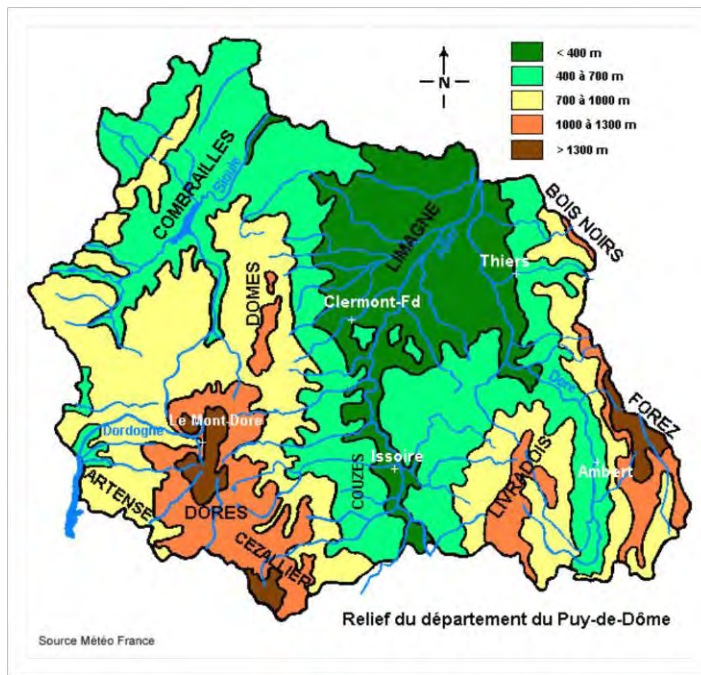 < 400 m
400 à 700 m
700 à 1000 m
1000 à 1300 m
> 1300 m
N
COMBRAILLES
Sioule
LIMAGNE
Allier
BOIS NOIRS
Thiers
DOMES
Clermont-Fd
Dore
FOREZ
Le Mont-Dore
Dordogne
Issoire
Ambert
COUZES
LIVRADOIS
ARTENSE
DORES
CEZALLIER
Relief du département du Puy-de-Dôme
Source Météo France